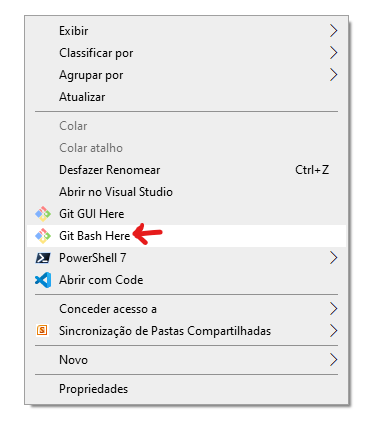 Exibir
Classificar por
Agrupar por
Atualizar
Colar
Colar atalho
Desfazer Renomear Ctrl+Z
Abrir no Visual Studio
Git GUI Here
Git Bash Here
PowerShell 7
Abrir com Code
Conceder acesso a
S Sincronização de Pastas Compartilhadas
Novo
Propriedades